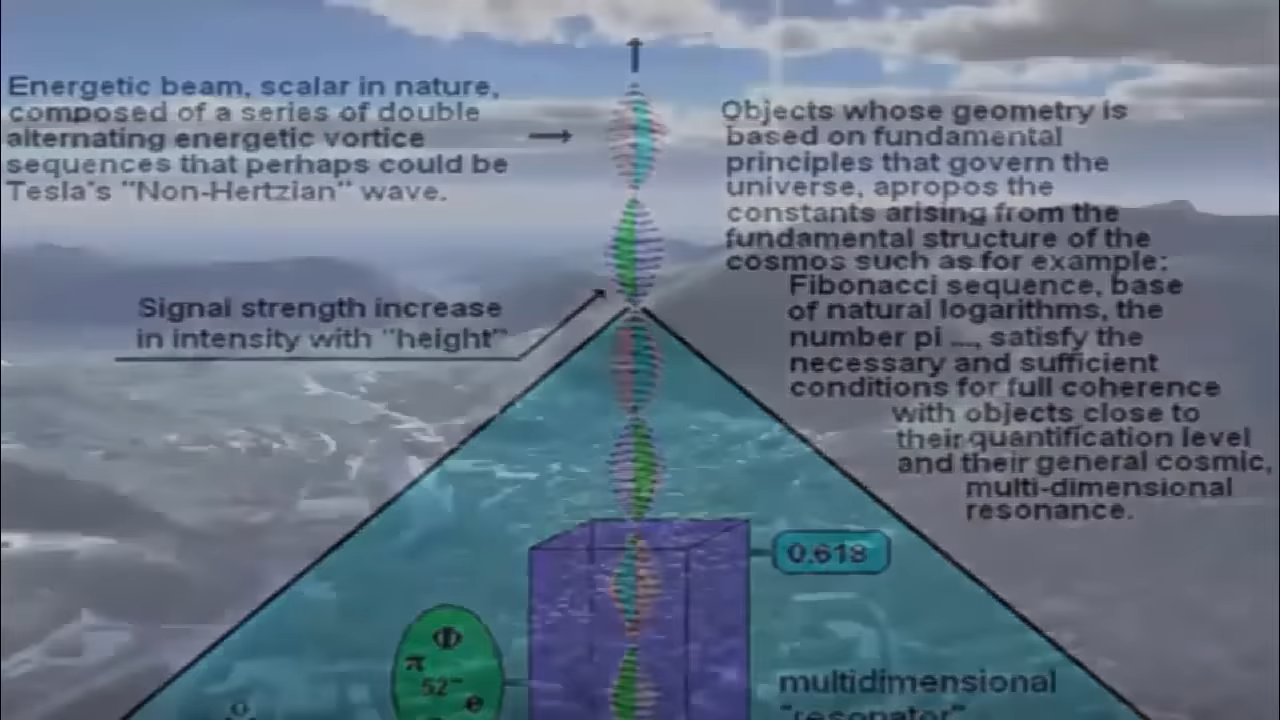 Energetic beam, scalar in nature,
composed of a series of double
alternating energetic vortice
sequences that perhaps could be
Tesla's "Non-Hertzian" wave.
Signal strength increase
in intensity with "height"
Objects whose geometry is
based on fundamental
principles that govern the
universe, apropos the
constants arising from the
fundamental structure of the
cosmos such as for example:
Fibonacci sequence, base
of natural logarithms, the
number pi ..., satisfy the
necessary and sufficient
conditions for full coherence
with objects close to
their quantification level
and their general cosmic,
multi-dimensional
resonance.
0.618
Φ
π
52
e
multidimensional
"resonator"